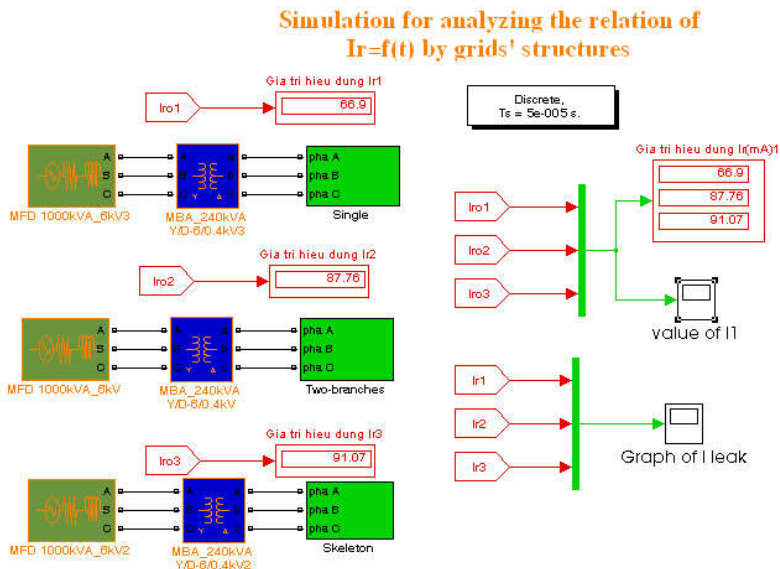 Simulation for analyzing the relation of
Ir=f(t) by grids' structures
Gia tri hieu dung Ir1
Iro1
66.9
A
B
C
MFD 1000kVA_6kV3
A
B
C
a
b
c
Y
Δ
MBA_240kVA
Y/D-6/0.4kV3
pha A
pha B
pha C
Single
Gia tri hieu dung Ir2
Iro2
87.76
A
B
C
MFD 1000kVA_6kV
A
B
C
a
b
c
Y
Δ
MBA_240kVA
Y/D-6/0.4kV
pha A
pha B
pha C
Two-branches
Gia tri hieu dung Ir3
Iro3
91.07
A
B
C
MFD 1000kVA_6kV2
A
B
C
a
b
c
Y
Δ
MBA_240kVA
Y/D-6/0.4kV2
pha A
pha B
pha C
Skeleton
Discrete,
Ts = 5e-005 s.
Gia tri hieu dung Ir(mA)1
66.9
87.76
91.07
Iro1
Iro2
Iro3
value of I1
Ir1
Ir2
Ir3
Graph of I leak